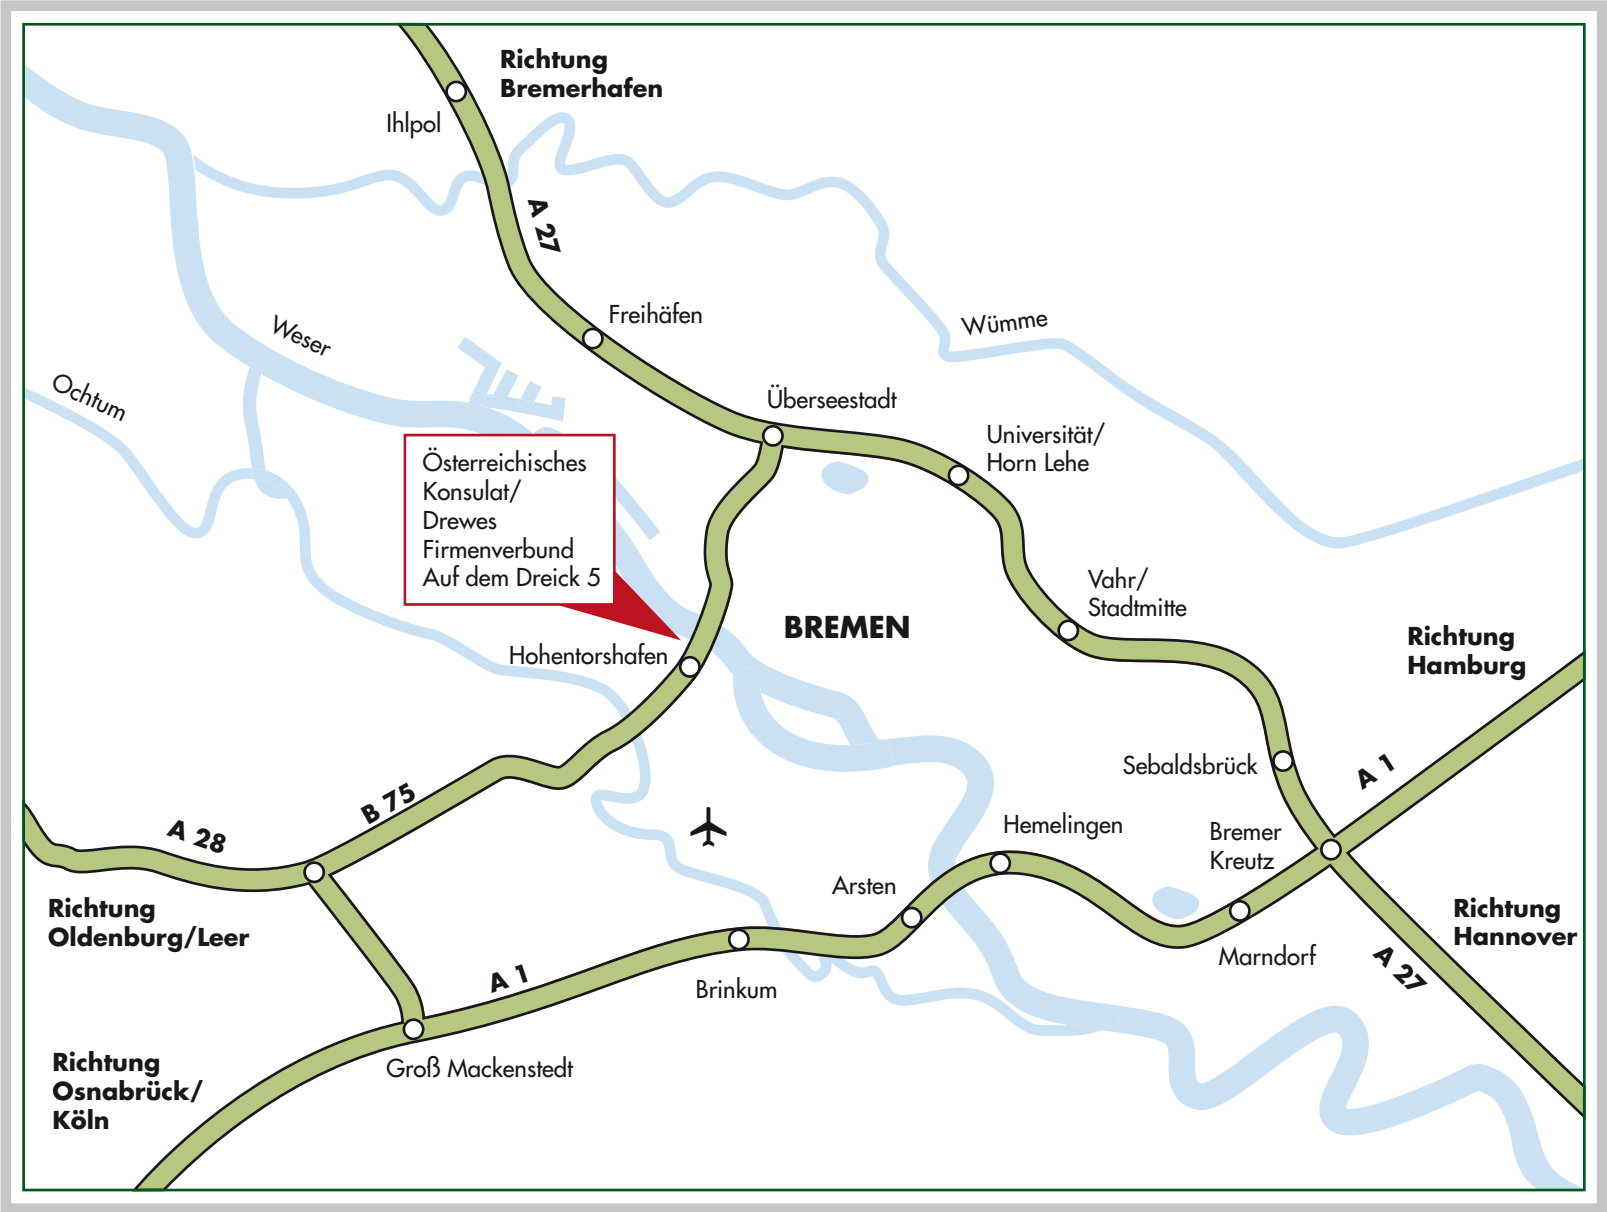 Richtung
Bremerhafen
Ihlpol
A 27
Freihäfen
Weser
Wümme
Ochtum
Überseestadt
Universität/
Horn Lehe
Österreichisches
Konsulat/
Drewes
Firmenverbund
Auf dem Dreick 5
Vahr/
Stadtmitte
BREMEN
Richtung
Hamburg
Hohentorshafen
Sebaldsbrück
A 1
B 75
A 28
Hemelingen
Bremer
Kreutz
Arsten
Richtung
Oldenburg/Leer
Richtung
Hannover
Marndorf
A 27
A 1
Brinkum
Groß Mackenstedt
Richtung
Osnabrück/
Köln